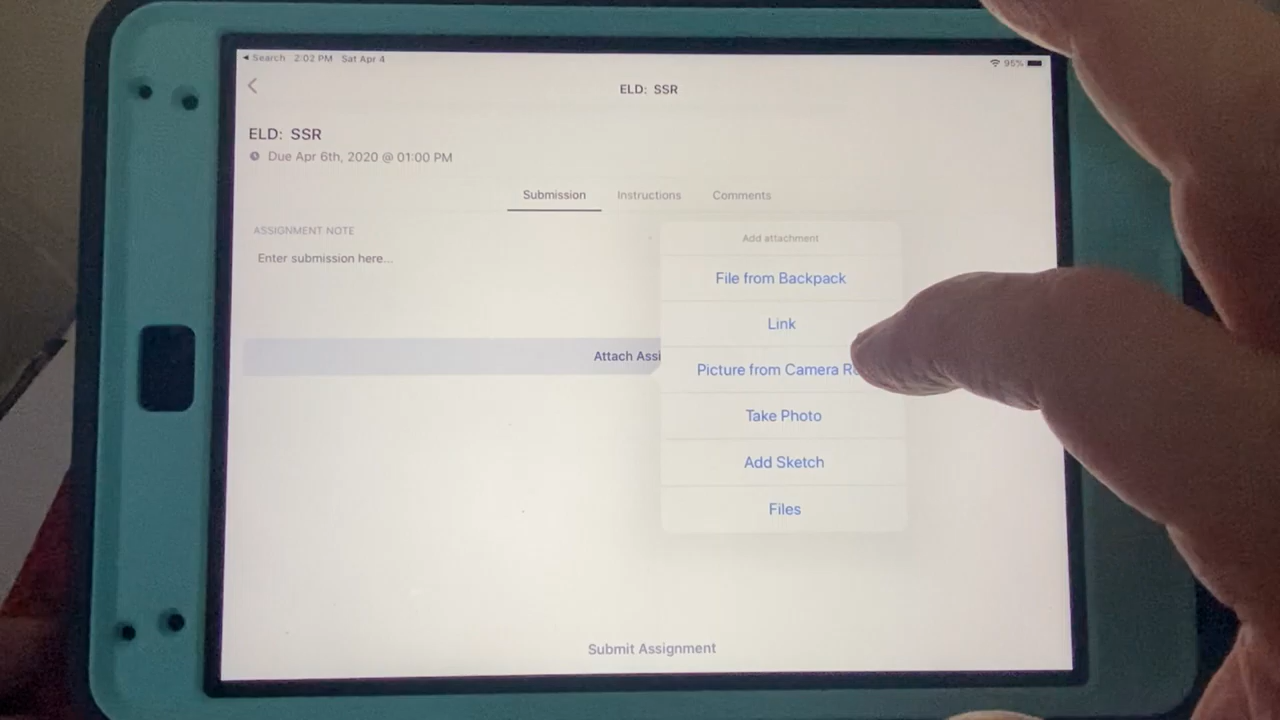 ◄ Search 2:02 PM Sat Apr 4
95%
ELD: SSR
ELD: SSR
Due Apr 6th, 2020 @ 01:00 PM
Submission Instructions Comments
ASSIGNMENT NOTE
Enter submission here...
Attach Assi
Add attachment
File from Backpack
Link
Picture from Camera
Take Photo
Add Sketch
Files
Submit Assignment